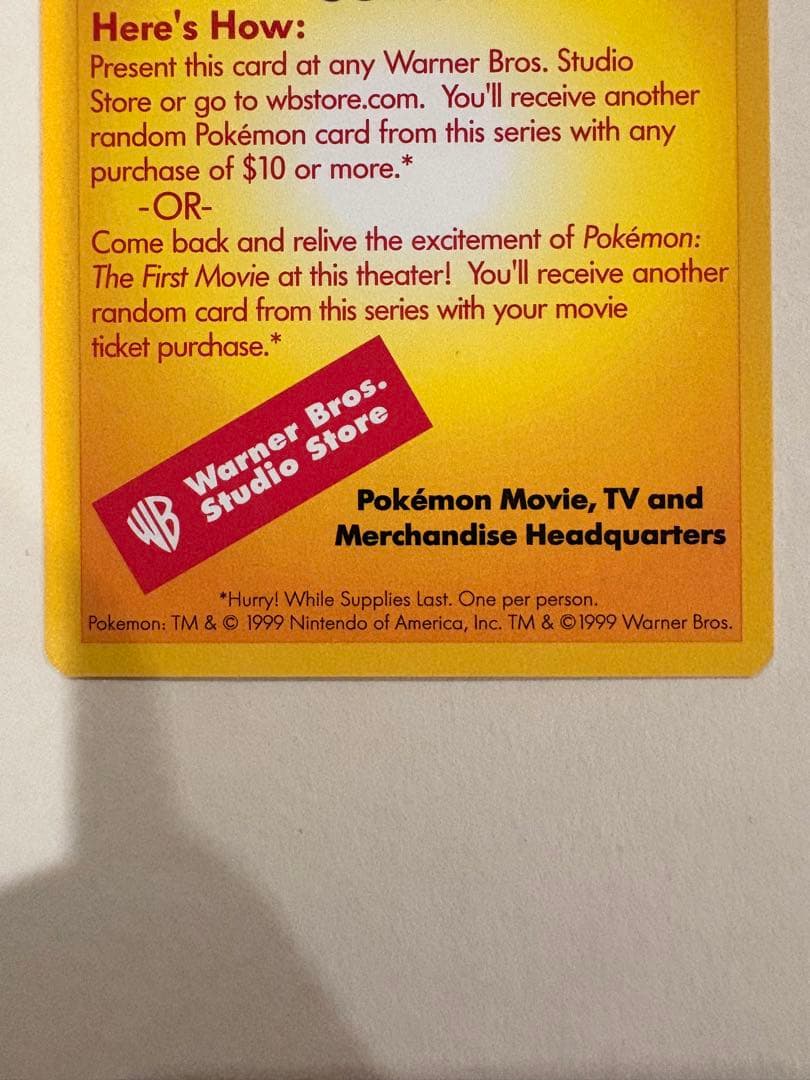 Here's How:
Present this card at any Warner Bros. Studio
Store or go to wbstore.com. You'll receive another
random Pokémon card from this series with any
purchase of $10 or more.*
-OR-
Come back and relive the excitement of Pokémon:
The First Movie at this theater! You'll receive another
random card from this series with your movie
ticket purchase.*
WB Warner Bros.
Studio Store
Pokémon Movie, TV and
Merchandise Headquarters
*Hurry! While Supplies Last. One per person.
Pokemon: TM & © 1999 Nintendo of America, Inc. TM & ©1999 Warner Bros.